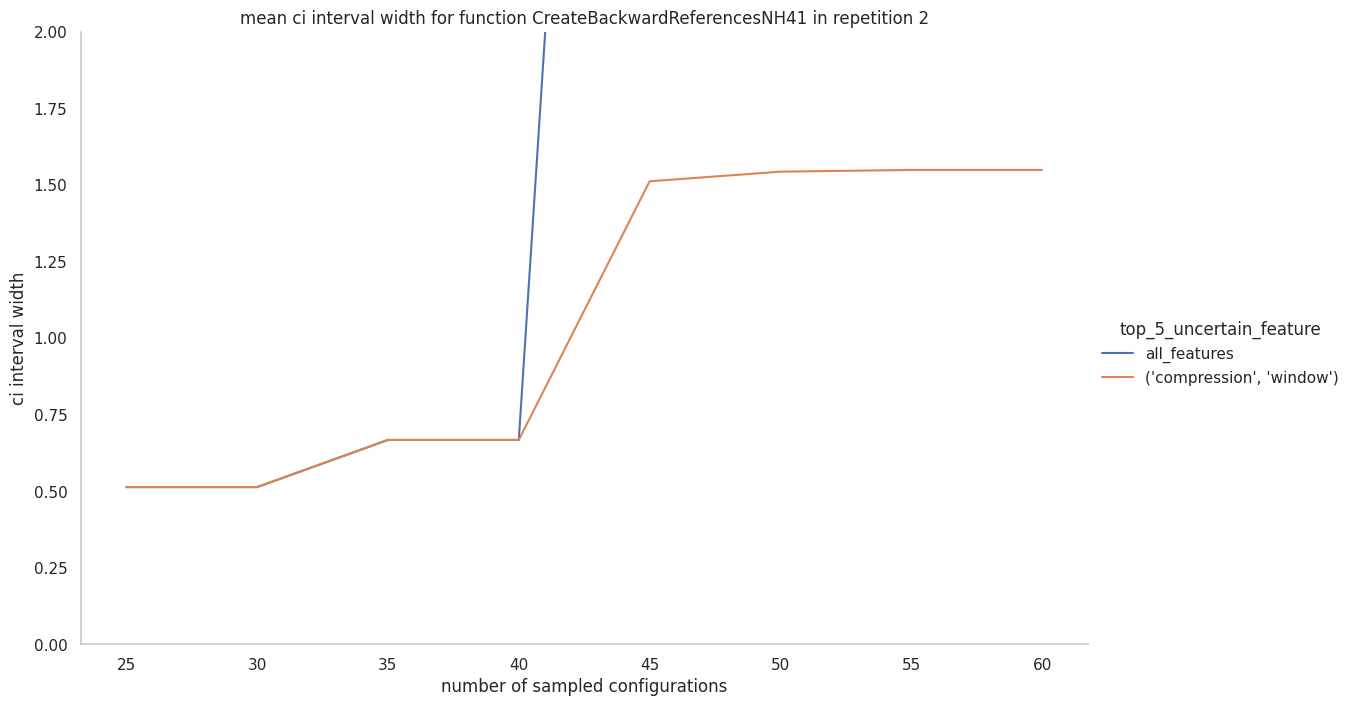 mean ci interval width for function CreateBackwardReferencesNH41 in repetition 2
2.00
1.75
1.50
1.25
1.00
0.75
0.50
0.25
0.00
ci interval width
25 30 35 40 45 50 55 60
number of sampled configurations
top_5_uncertain_feature
all_features
('compression', 'window')